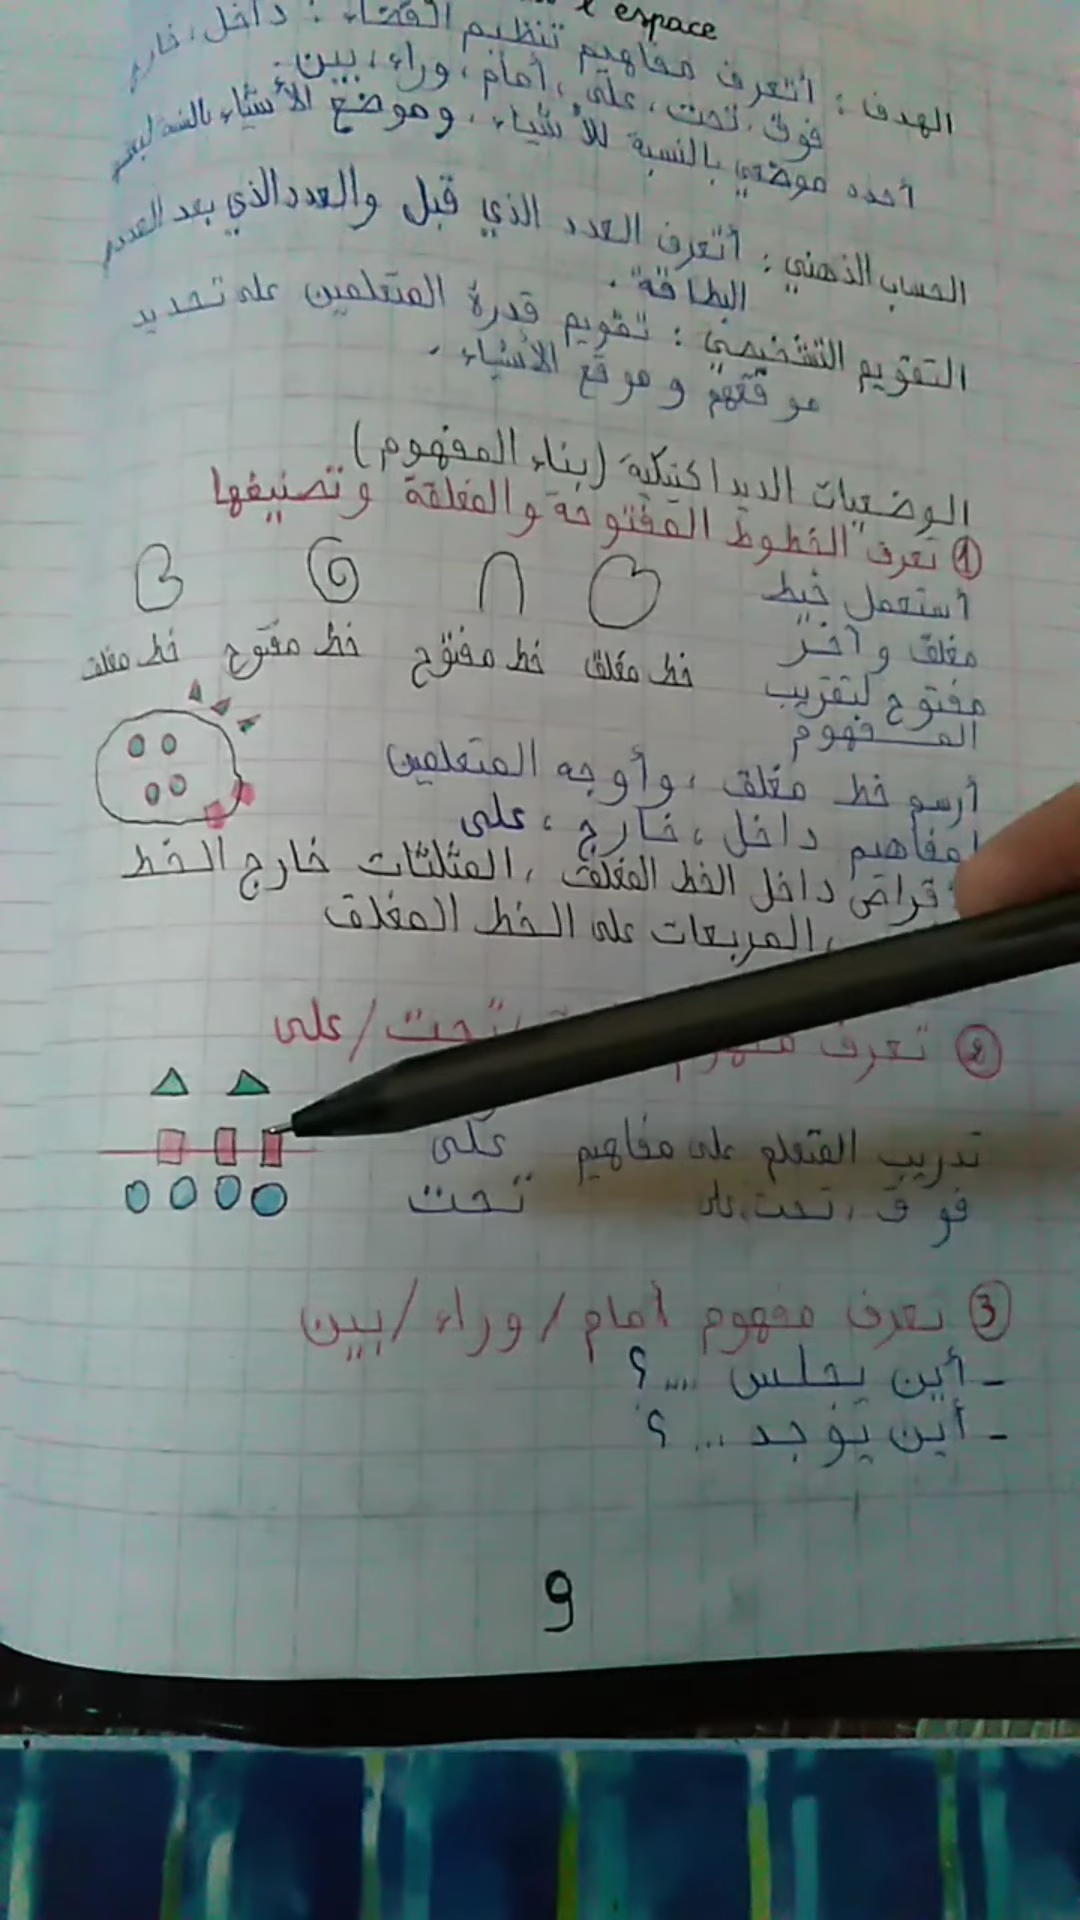 l espace
الهدف : أتعرف مفاهيم تنظيم الفضاء : داخل، خارج
فوق، تحت، على، أمام، وراء، بين.
أحدد موضعي بالنسبة للأشياء، وموضع الأشياء بالنسبة لبعضها
الحساب الذهني : أتعرف العدد الذي قبل والعدد الذي بعد العدد
البطاقة.
التقويم التشخيصي : تقويم قدرة المتعلمين على تحديد
موقعهم وموقع الأشياء.
الوضعيات الديداكتيكية (بناء المفهوم)
① تعرف الخطوط المفتوحة والمغلقة وتصنيفها
أستعمل خيط
مغلق وآخر
مفتوح لتقريب
المفهوم
خط مغلق خط مفتوح خط مفتوح خط مغلق
أرسم خط مغلق، وأوجه المتعلمين
لمفاهيم داخل، خارج، على
داخل الخط المغلق، المثلثات خارج الخط
، المربعات على الخط المغلق
② تعرف تحت / على
تدريب المتعلم على مفاهيم
فوق، تحت، على
على
تحت
③ تعرف مفهوم أمام / وراء / بين
- أين يجلس ....؟
- أين يوجد ...؟
9